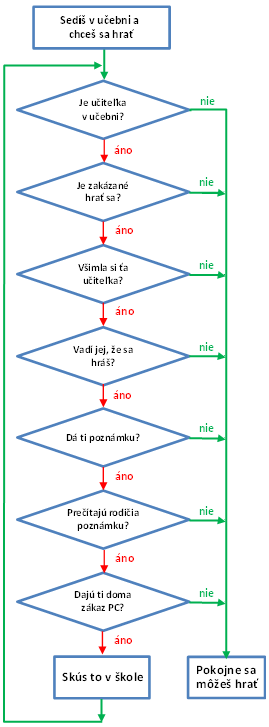 Sedíš v učebni a
chceš sa hrať
Je učiteľka
v učebni?
nie
áno
Je zakázané
hrať sa?
nie
áno
Všimla si ťa
učiteľka?
nie
áno
Vadí jej, že sa
hráš?
nie
áno
Dá ti poznámku?
nie
áno
Prečítajú rodičia
poznámku?
nie
áno
Dajú ti doma
zákaz PC?
nie
áno
Skús to v škole
Pokojne sa
môžeš hrať